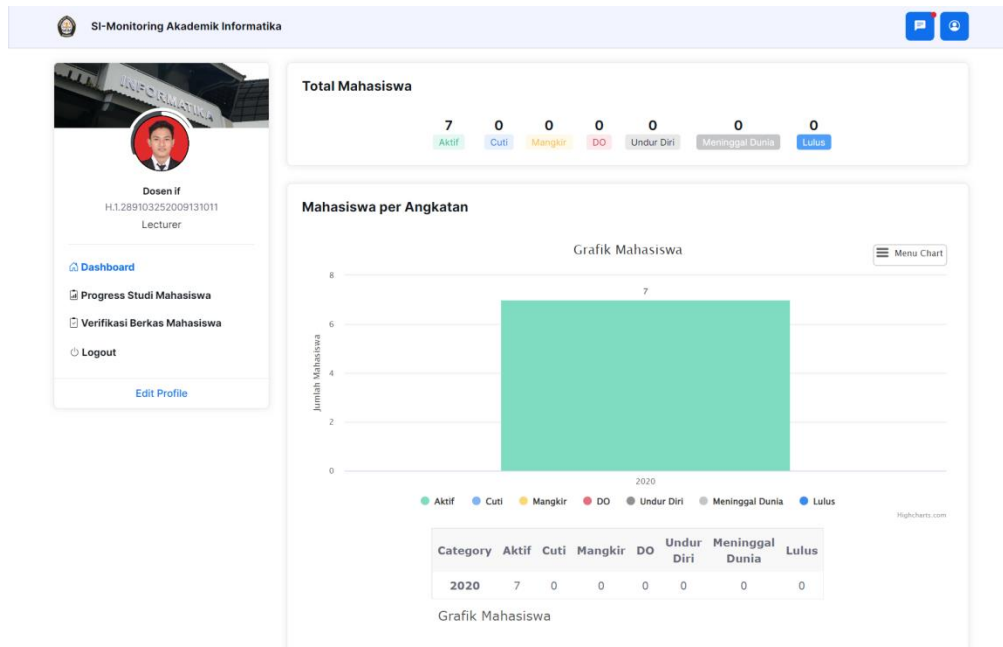 SI-Monitoring Akademik Informatika
INFORMATIKA
Dosen if
H.1.289103252009131011
Lecturer
Dashboard
Progress Studi Mahasiswa
Verifikasi Berkas Mahasiswa
Logout
Edit Profile
Total Mahasiswa
7 0 0 0 0 0 0
Aktif Cuti Mangkir DO Undur Diri Meninggal Dunia Lulus
Mahasiswa per Angkatan
Grafik Mahasiswa
Menu Chart
Jumlah Mahasiswa
8
7
6
4
2
0
2020
Aktif Cuti Mangkir DO Undur Diri Meninggal Dunia Lulus
Highcharts.com
Category Aktif Cuti Mangkir DO Undur Diri Meninggal Dunia Lulus
2020 7 0 0 0 0 0 0
Grafik Mahasiswa